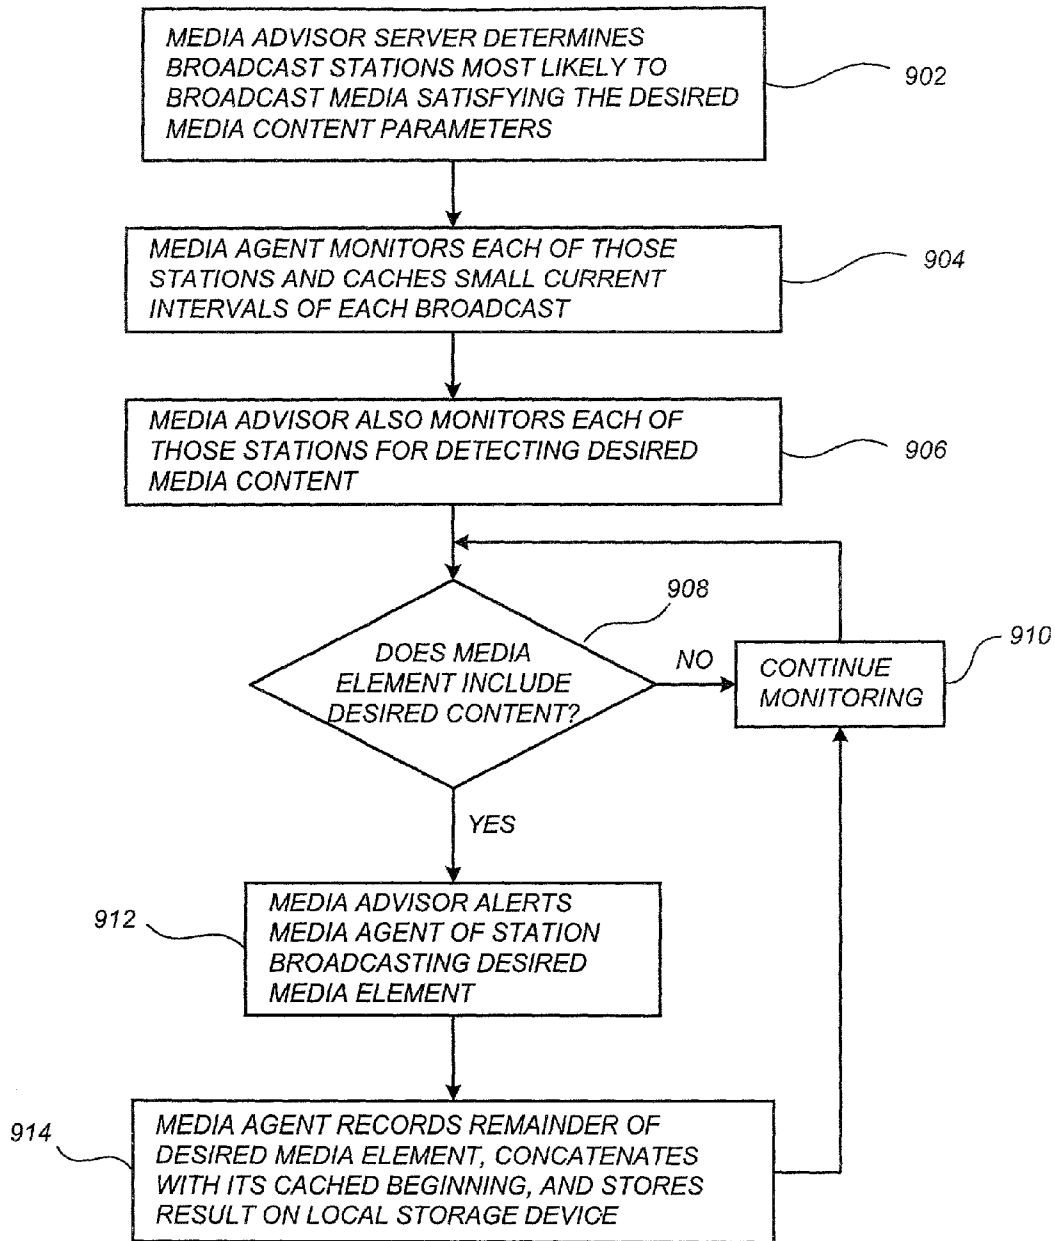 MEDIA ADVISOR SERVER DETERMINES
BROADCAST STATIONS MOST LIKELY TO
BROADCAST MEDIA SATISFYING THE DESIRED
MEDIA CONTENT PARAMETERS
902
MEDIA AGENT MONITORS EACH OF THOSE
STATIONS AND CACHES SMALL CURRENT
INTERVALS OF EACH BROADCAST
904
MEDIA ADVISOR ALSO MONITORS EACH OF
THOSE STATIONS FOR DETECTING DESIRED
MEDIA CONTENT
906
908
DOES MEDIA
ELEMENT INCLUDE
DESIRED CONTENT?
NO
CONTINUE
MONITORING
910
YES
912
MEDIA ADVISOR ALERTS
MEDIA AGENT OF STATION
BROADCASTING DESIRED
MEDIA ELEMENT
914
MEDIA AGENT RECORDS REMAINDER OF
DESIRED MEDIA ELEMENT, CONCATENATES
WITH ITS CACHED BEGINNING, AND STORES
RESULT ON LOCAL STORAGE DEVICE